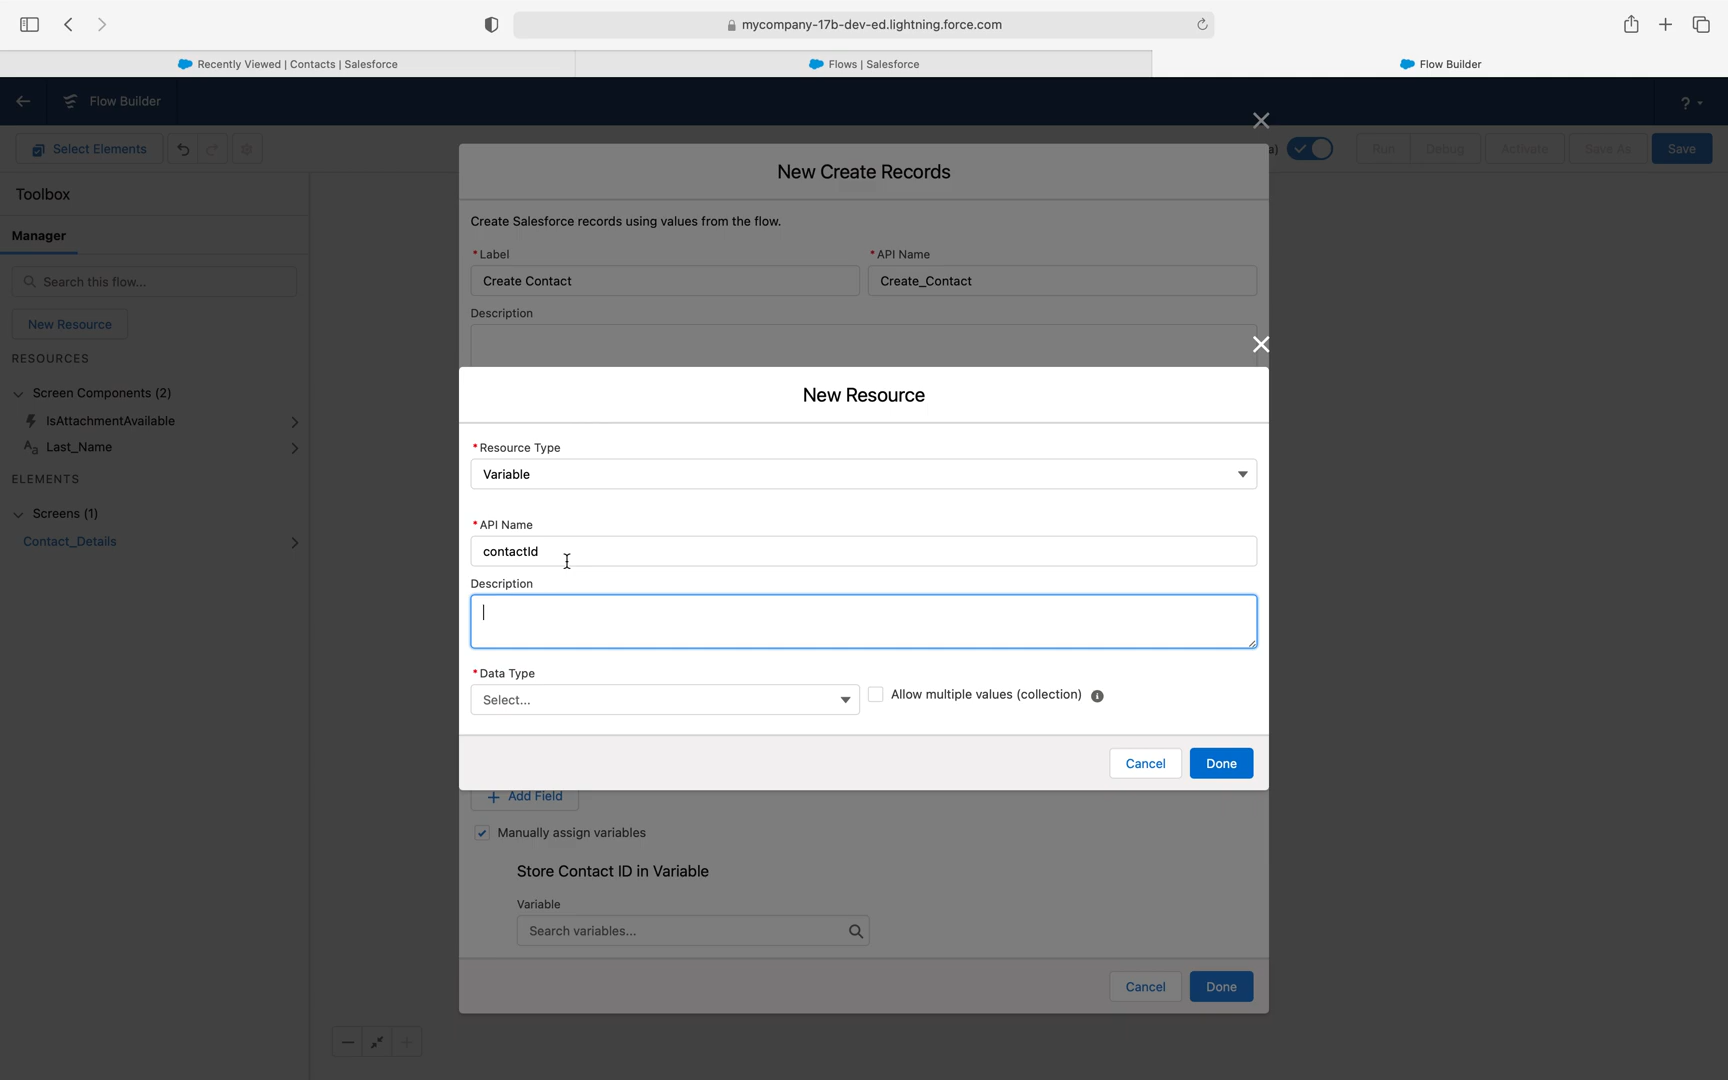 mycompany-17b-dev-ed.lightning.force.com
Recently Viewed | Contacts | Salesforce
Flows | Salesforce
Flow Builder
Flow Builder
?
Select Elements
a)
Run
Debug
Activate
Save As
Save
Toolbox
Manager
Search this flow...
New Resource
RESOURCES
Screen Components (2)
IsAttachmentAvailable
Last_Name
ELEMENTS
Screens (1)
Contact_Details
New Create Records
Create Salesforce records using values from the flow.
*Label
*API Name
Create Contact
Create_Contact
Description
New Resource
*Resource Type
Variable
*API Name
contactId
Description
*Data Type
Select...
Allow multiple values (collection)
Cancel
Done
+ Add Field
Manually assign variables
Store Contact ID in Variable
Variable
Search variables...
Cancel
Done